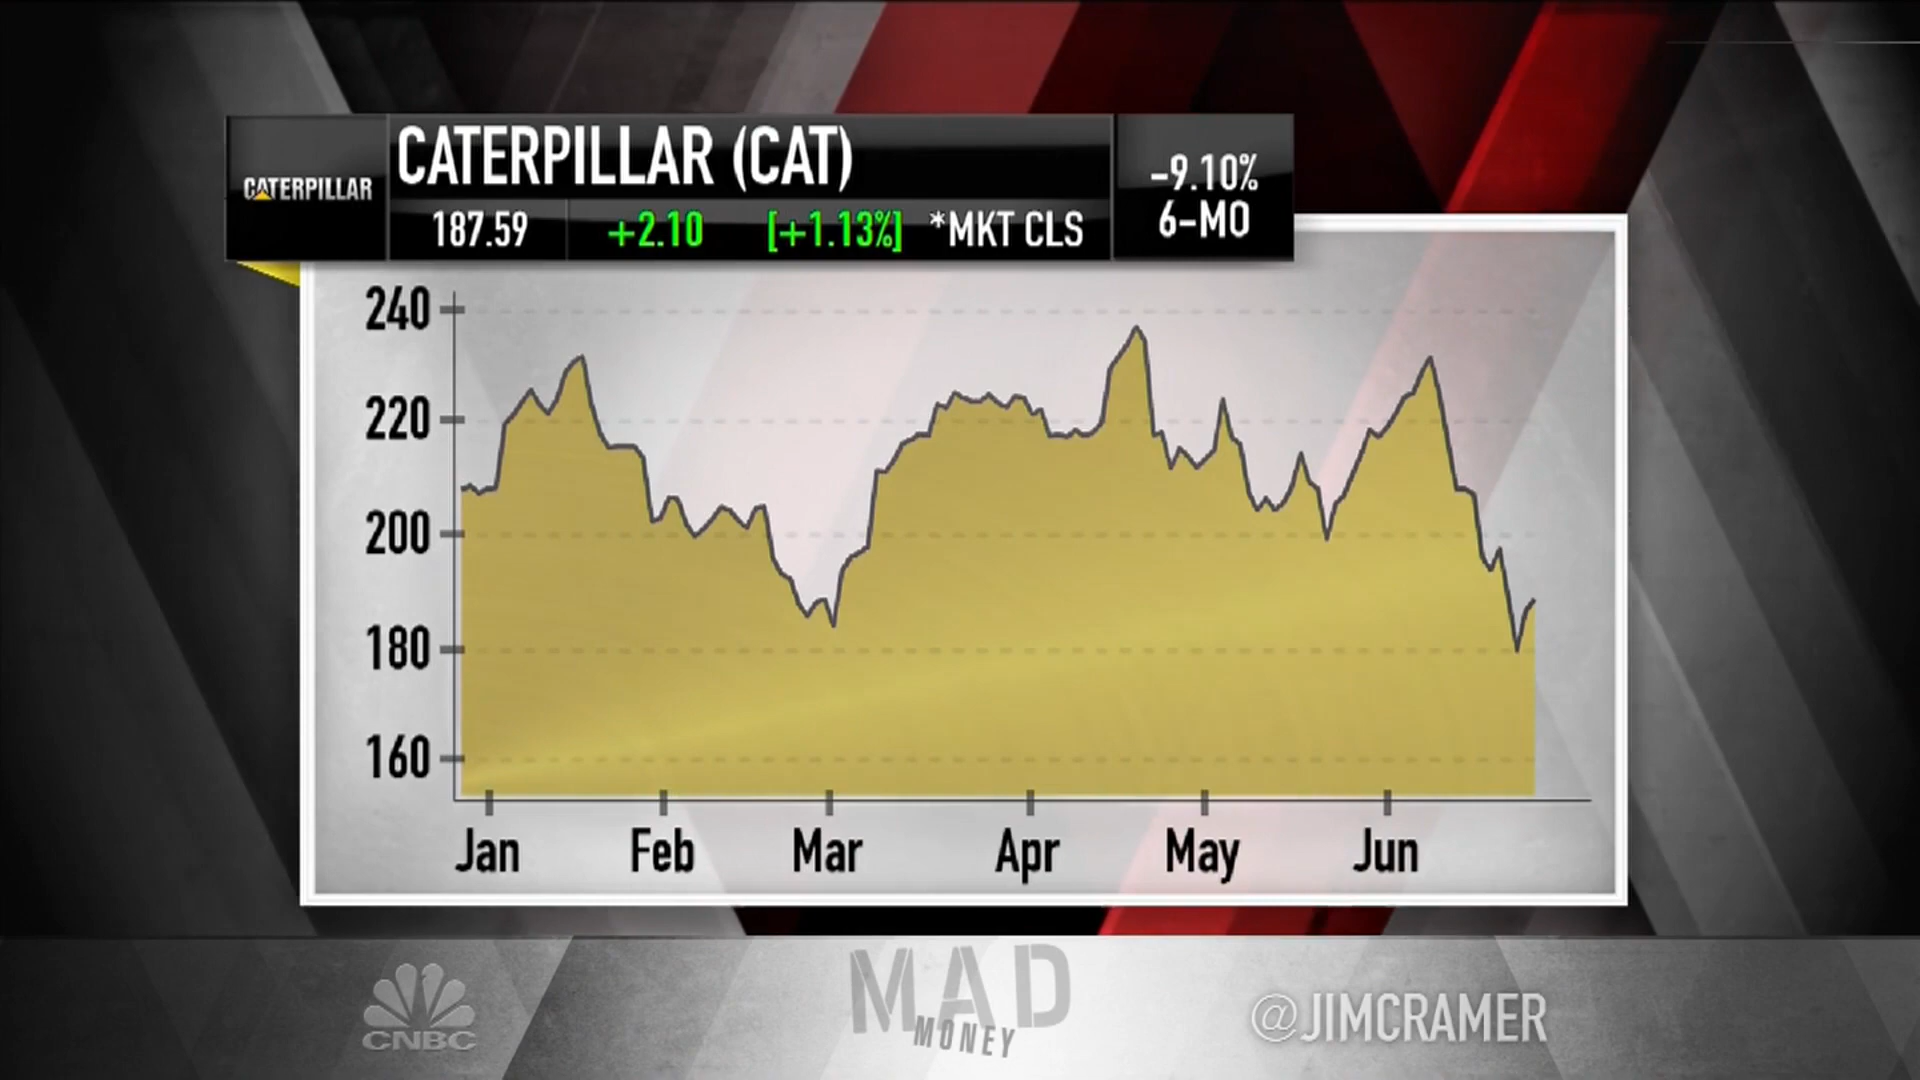 CATERPILLAR
CATERPILLAR (CAT)
187.59 +2.10 [+1.13%] *MKT CLS
-9.10%
6-MO
240
220
200
180
160
Jan Feb Mar Apr May Jun
CNBC
MAD
MONEY
@JIMCRAMER